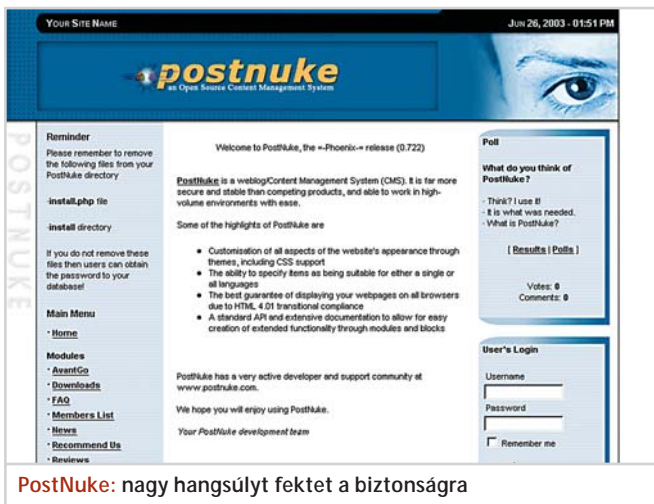 YOUR SITE NAME
JUN 26, 2003 - 01:51 PM
postnuke
an Open Source Content Management System
POSTNUKE
Reminder
Please remember to remove
the following files from your
PostNuke directory
·install.php file
·install directory
If you do not remove these
files then users can obtain
the password to your
database!
Main Menu
· Home
Modules
· AvantGo
· Downloads
· FAQ
· Members List
· News
· Recommend Us
· Reviews
Welcome to PostNuke, the =-Phoenix-= release (0.722)
PostNuke is a weblog/Content Management System (CMS). It is far more
secure and stable than competing products, and able to work in high-
volume environments with ease.
Some of the highlights of PostNuke are
• Customisation of all aspects of the website's appearance through
themes, including CSS support
• The ability to specify items as being suitable for either a single or
all languages
• The best guarantee of displaying your webpages on all browsers
due to HTML 4.01 transitional compliance
• A standard API and extensive documentation to allow for easy
creation of extended functionality through modules and blocks
PostNuke has a very active developer and support community at
www.postnuke.com.
We hope you will enjoy using PostNuke.
Your PostNuke development team
Poll
What do you think of
PostNuke?
· Think? I use it!
· It is what was needed.
· What is PostNuke?
[ Results | Polls ]
Votes: 0
Comments: 0
User's Login
Username
Password
Remember me
PostNuke: nagy hangsúlyt fektet a biztonságra